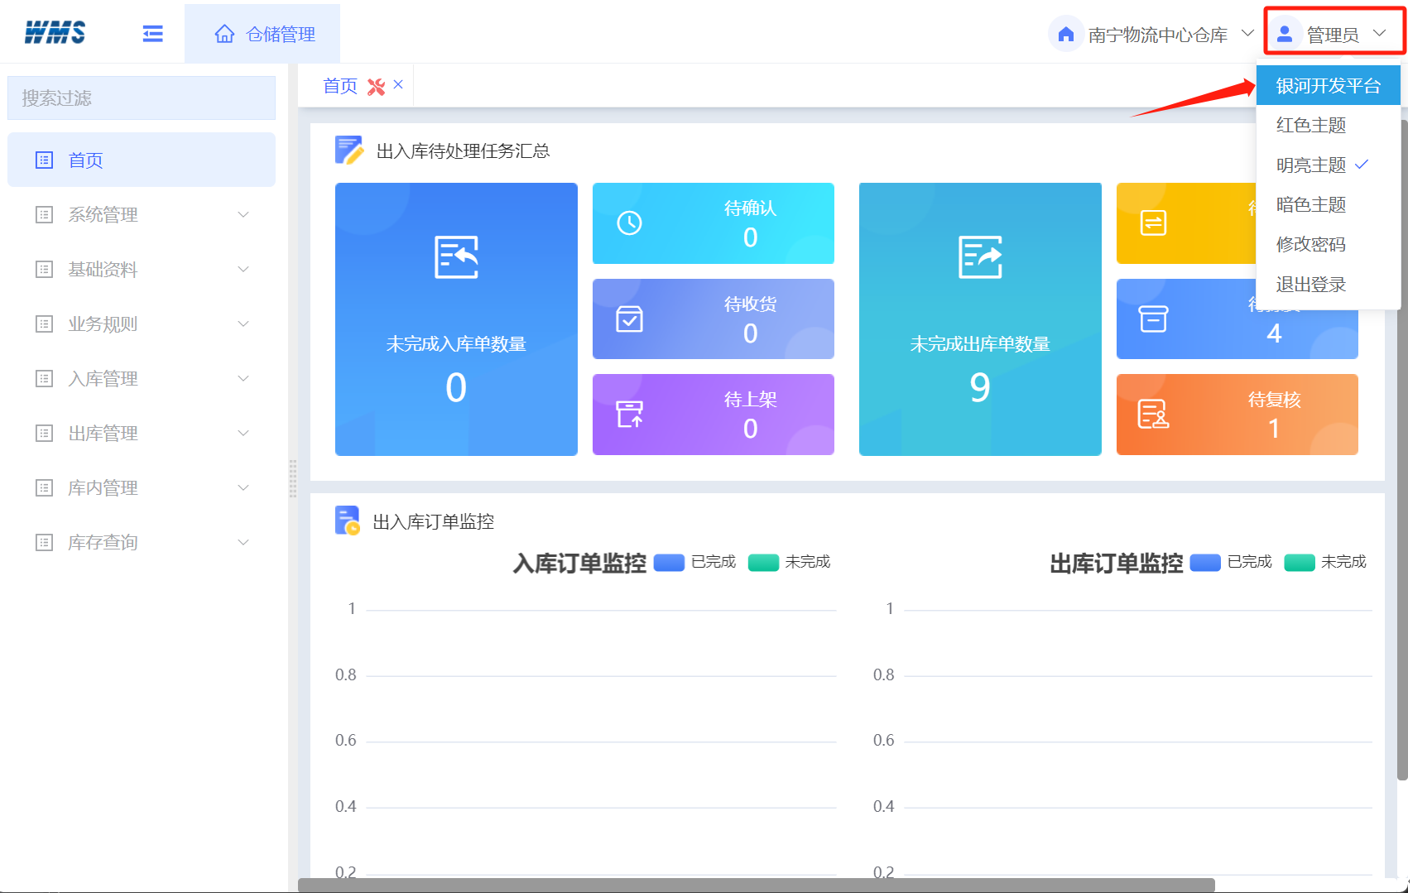 WMS
仓储管理
南宁物流中心仓库
管理员
搜索过滤
首页
系统管理
基础资料
业务规则
入库管理
出库管理
库内管理
库存查询
首页
银河开发平台
红色主题
明亮主题
暗色主题
修改密码
退出登录
出入库待处理任务汇总
未完成入库单数量
0
待确认
0
待收货
0
待上架
0
未完成出库单数量
9
4
待复核
1
出入库订单监控
入库订单监控 已完成 未完成
1
0.8
0.6
0.4
0.2
出库订单监控 已完成 未完成
1
0.8
0.6
0.4
0.2